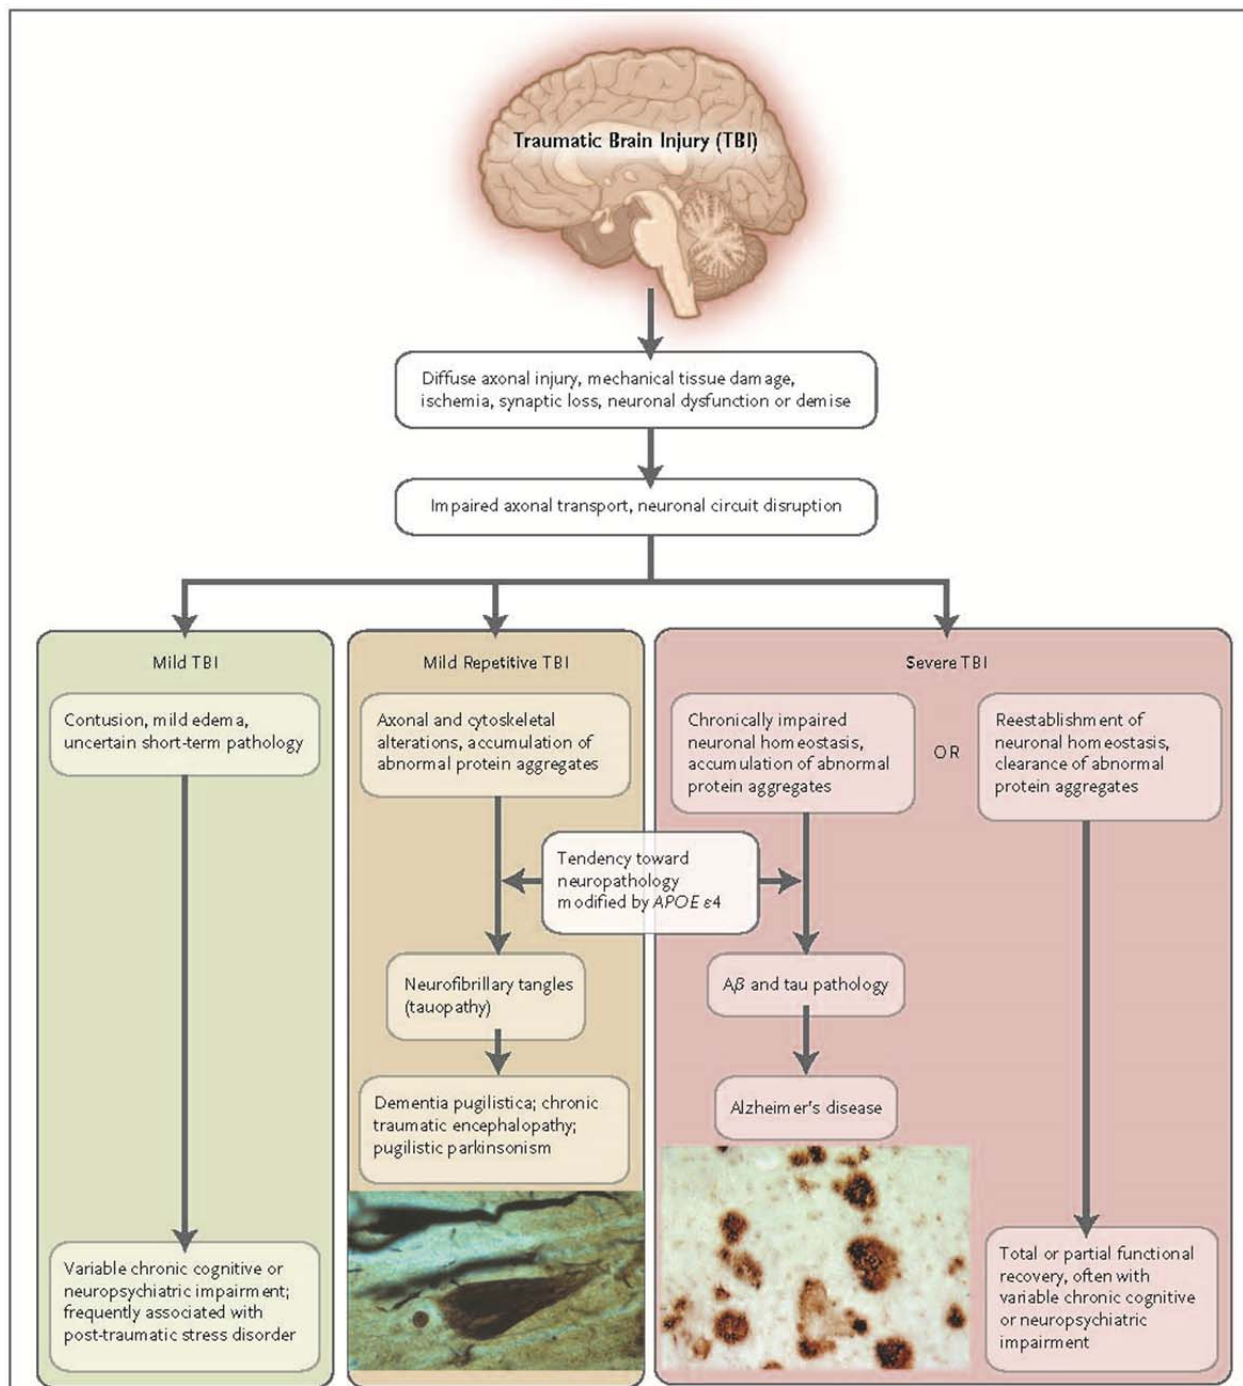 Traumatic Brain Injury (TBI)
Diffuse axonal injury, mechanical tissue damage,
ischemia, synaptic loss, neuronal dysfunction or demise
Impaired axonal transport, neuronal circuit disruption
Mild TBI
Contusion, mild edema,
uncertain short-term pathology
Variable chronic cognitive or
neuropsychiatric impairment;
frequently associated with
post-traumatic stress disorder
Mild Repetitive TBI
Axonal and cytoskeletal
alterations, accumulation of
abnormal protein aggregates
Tendency toward
neuropathology
modified by APOE ε4
Neurofibrillary tangles
(tauopathy)
Dementia pugilistica; chronic
traumatic encephalopathy;
pugilistic parkinsonism
Severe TBI
Chronically impaired
neuronal homeostasis,
accumulation of abnormal
protein aggregates
OR
Reestablishment of
neuronal homeostasis,
clearance of abnormal
protein aggregates
Aβ and tau pathology
Alzheimer's disease
Total or partial functional
recovery, often with
variable chronic cognitive
or neuropsychiatric
impairment